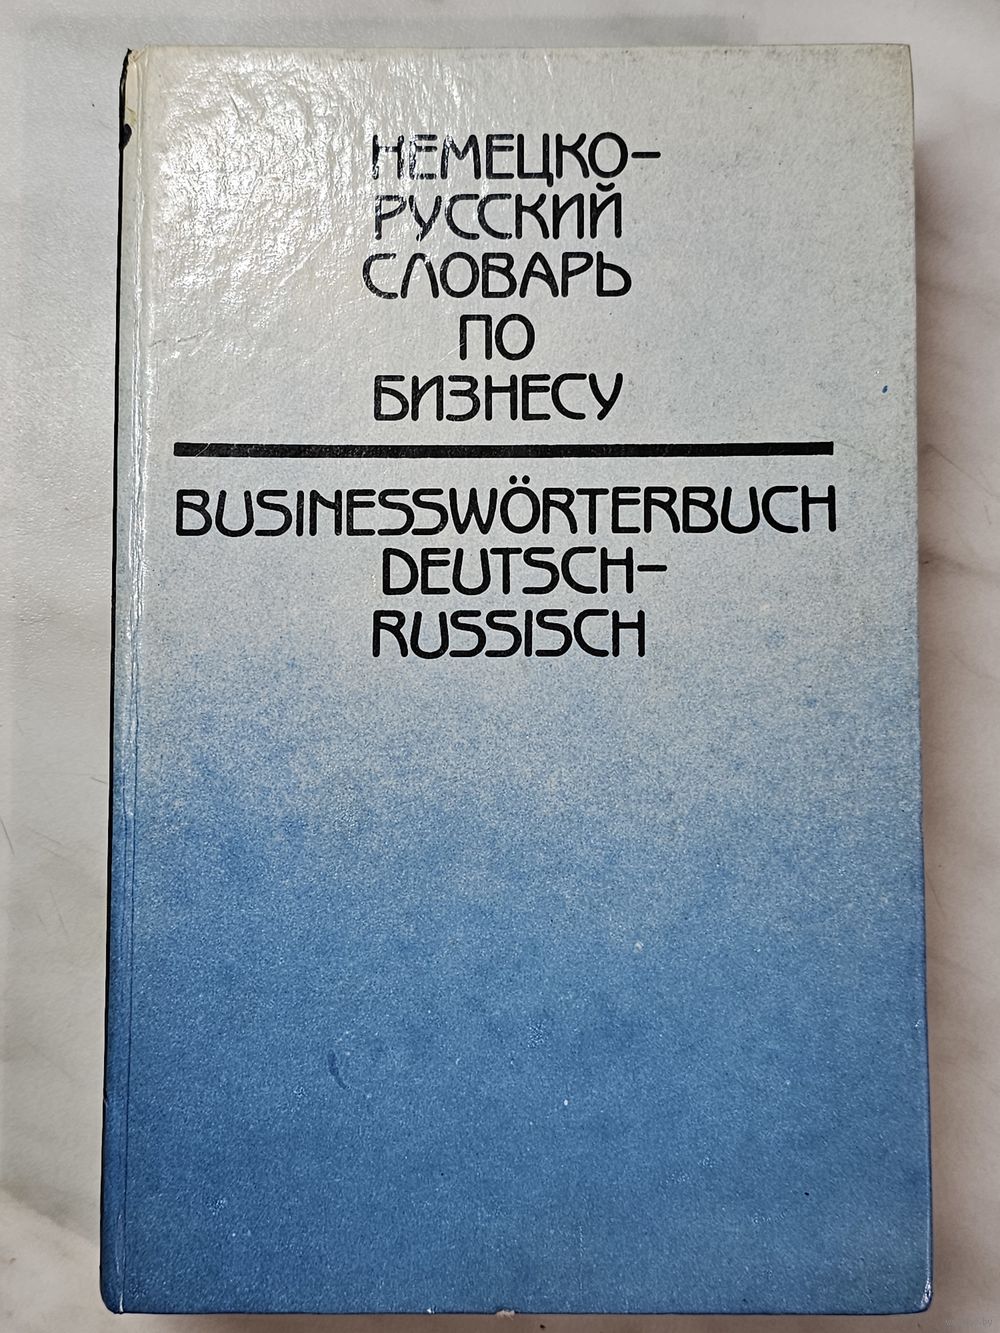 НЕМЕЦКО-
РУССКИЙ
СЛОВАРЬ
ПО
БИЗНЕСУ
BUSINESSWÖRTERBUCH
DEUTSCH-
RUSSISCH